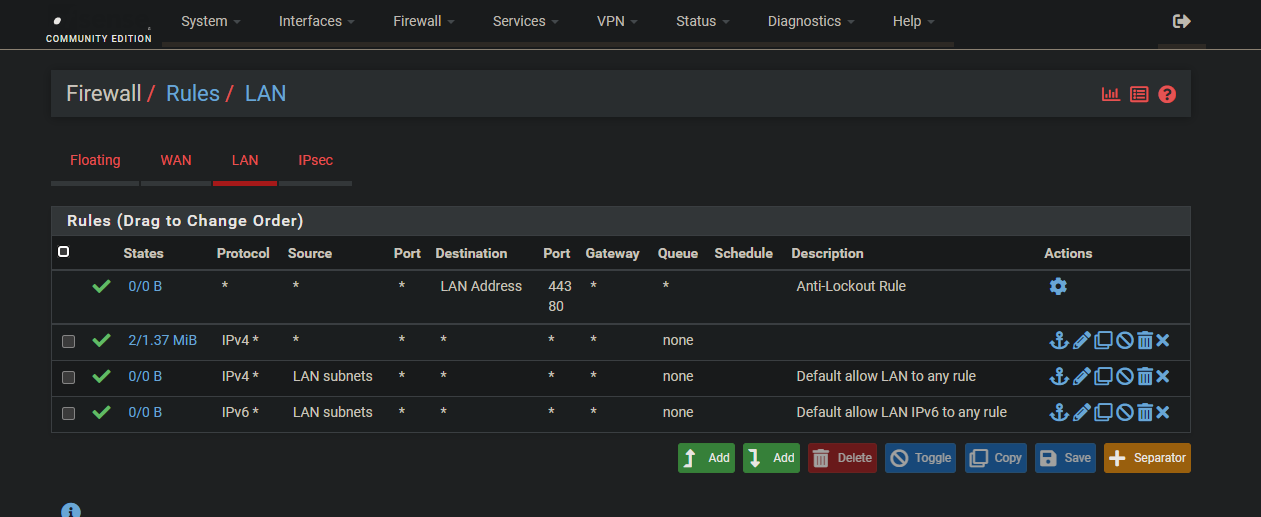 COMMUNITY EDITION
System Interfaces Firewall Services VPN Status Diagnostics Help
Firewall / Rules / LAN
Floating WAN LAN IPsec
Rules (Drag to Change Order)
States Protocol Source Port Destination Port Gateway Queue Schedule Description Actions
0/0 B * * * LAN Address 443 * * Anti-Lockout Rule
80
2/1.37 MiB IPv4 * * * * * * none
0/0 B IPv4 * LAN subnets * * * * none Default allow LAN to any rule
0/0 B IPv6 * LAN subnets * * * * none Default allow LAN IPv6 to any rule
Add Add Delete Toggle Copy Save Separator